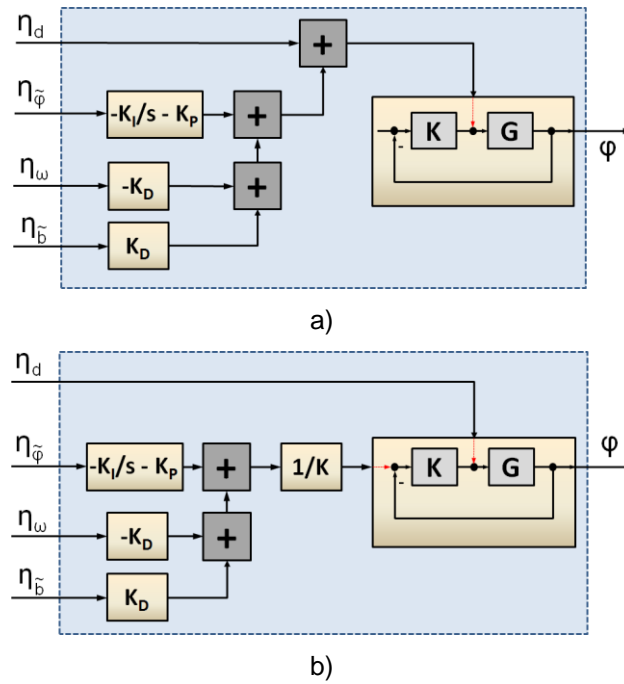 η_d
+
η_φ̃
-K_I/s - K_P
+
K
G
-
φ
η_ω
-K_D
+
η_b̃
K_D
a)
η_d
η_φ̃
-K_I/s - K_P
+
1/K
K
G
-
φ
η_ω
-K_D
+
η_b̃
K_D
b)